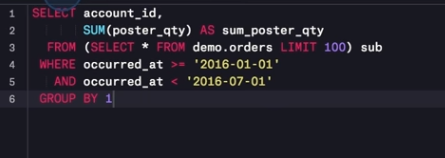 1 SELECT account_id,
2 SUM(poster_qty) AS sum_poster_qty
3 FROM (SELECT * FROM demo.orders LIMIT 100) sub
4 WHERE occurred_at >= '2016-01-01'
5 AND occurred_at < '2016-07-01'
6 GROUP BY 1